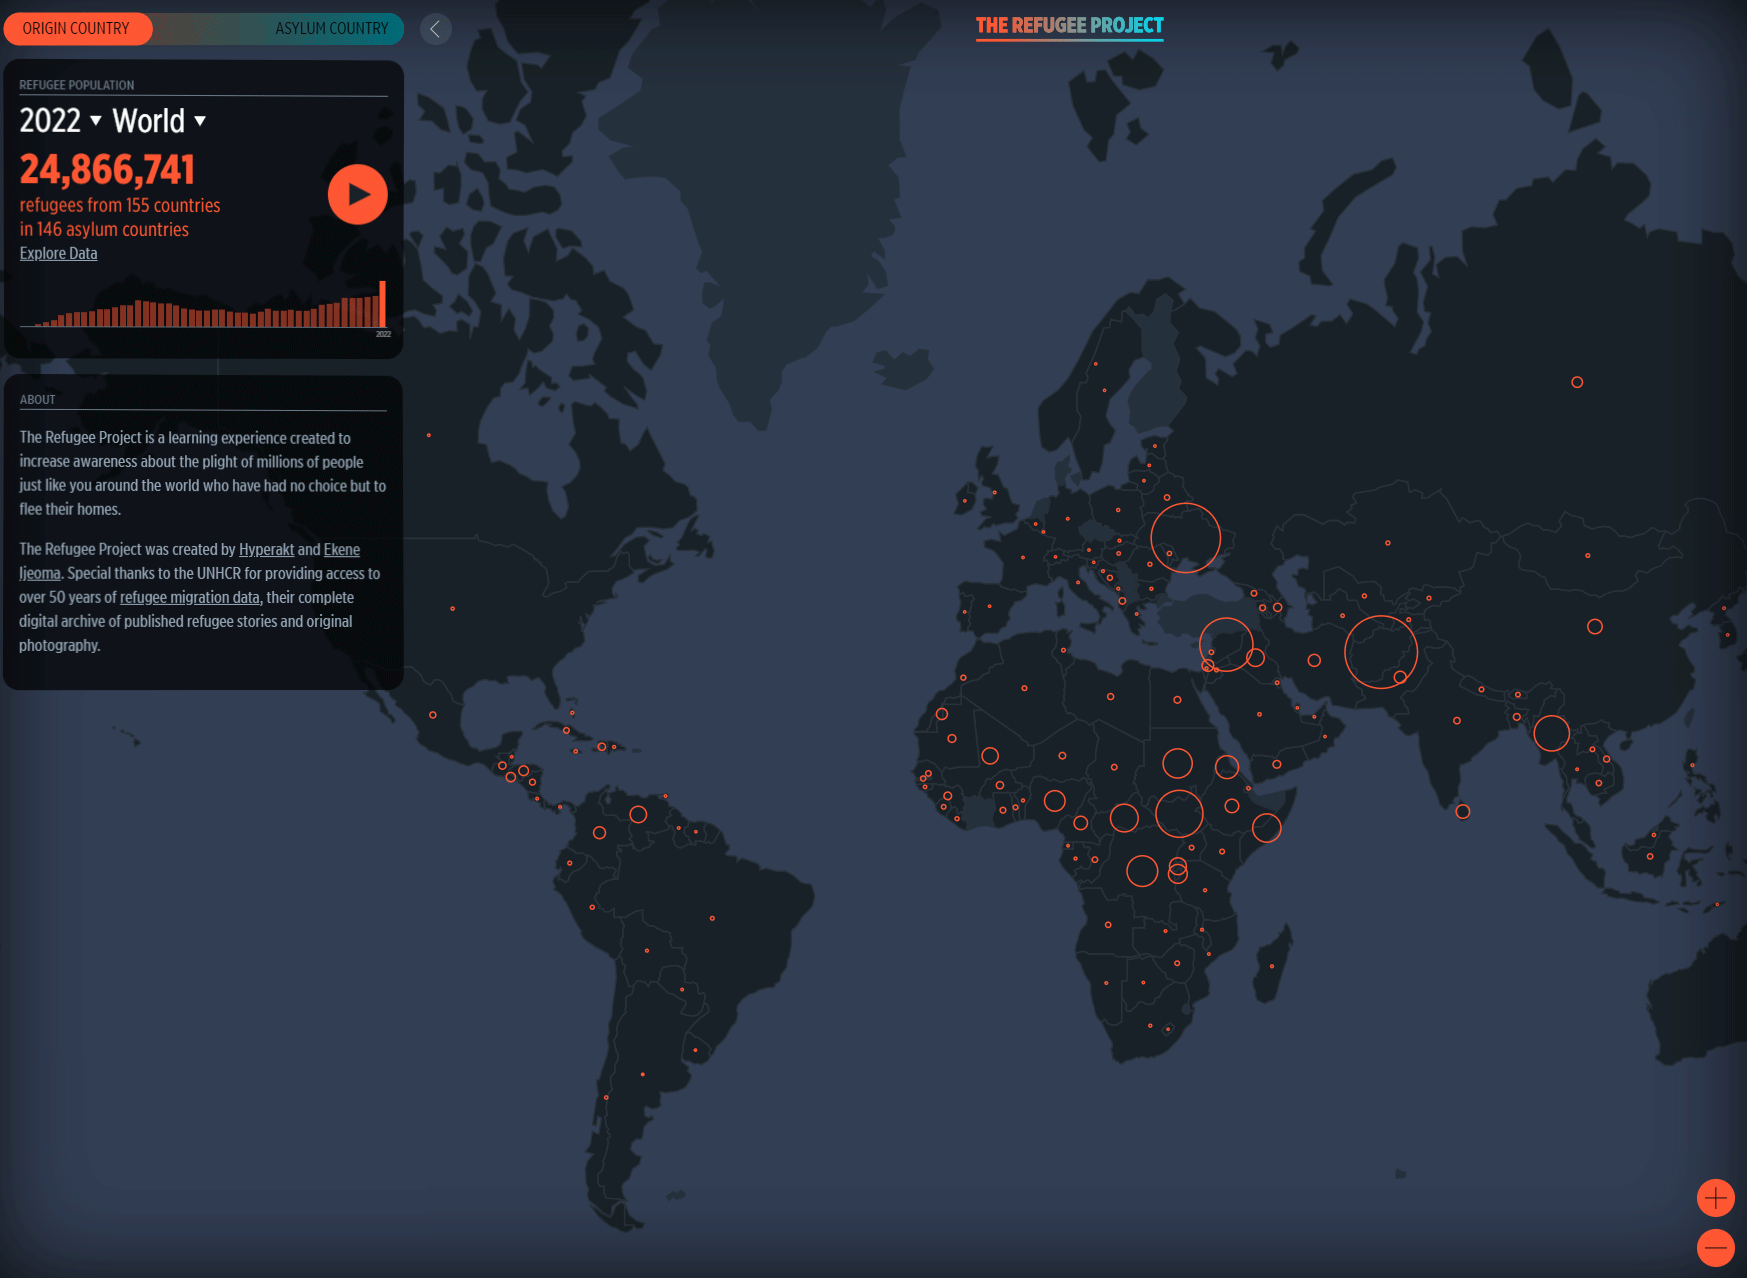 ORIGIN COUNTRY
ASYLUM COUNTRY
THE REFUGEE PROJECT
REFUGEE POPULATION
2022 World
24,866,741
refugees from 155 countries
in 146 asylum countries
Explore Data
2022
ABOUT
The Refugee Project is a learning experience created to
increase awareness about the plight of millions of people
just like you around the world who have had no choice but to
flee their homes.
The Refugee Project was created by Hyperakt and Ekene
Ijeoma. Special thanks to the UNHCR for providing access to
over 50 years of refugee migration data, their complete
digital archive of published refugee stories and original
photography.